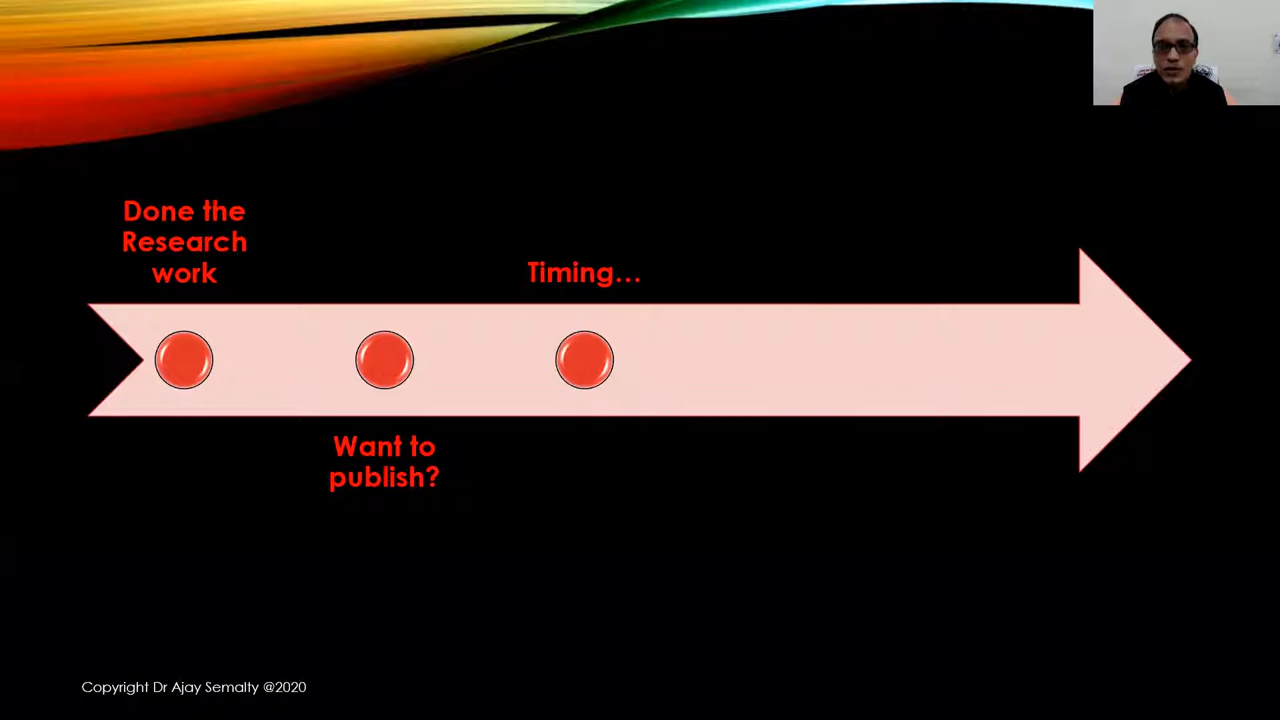 Done the
Research
work
Timing...
Want to
publish?
Copyright Dr Ajay Semalty @2020